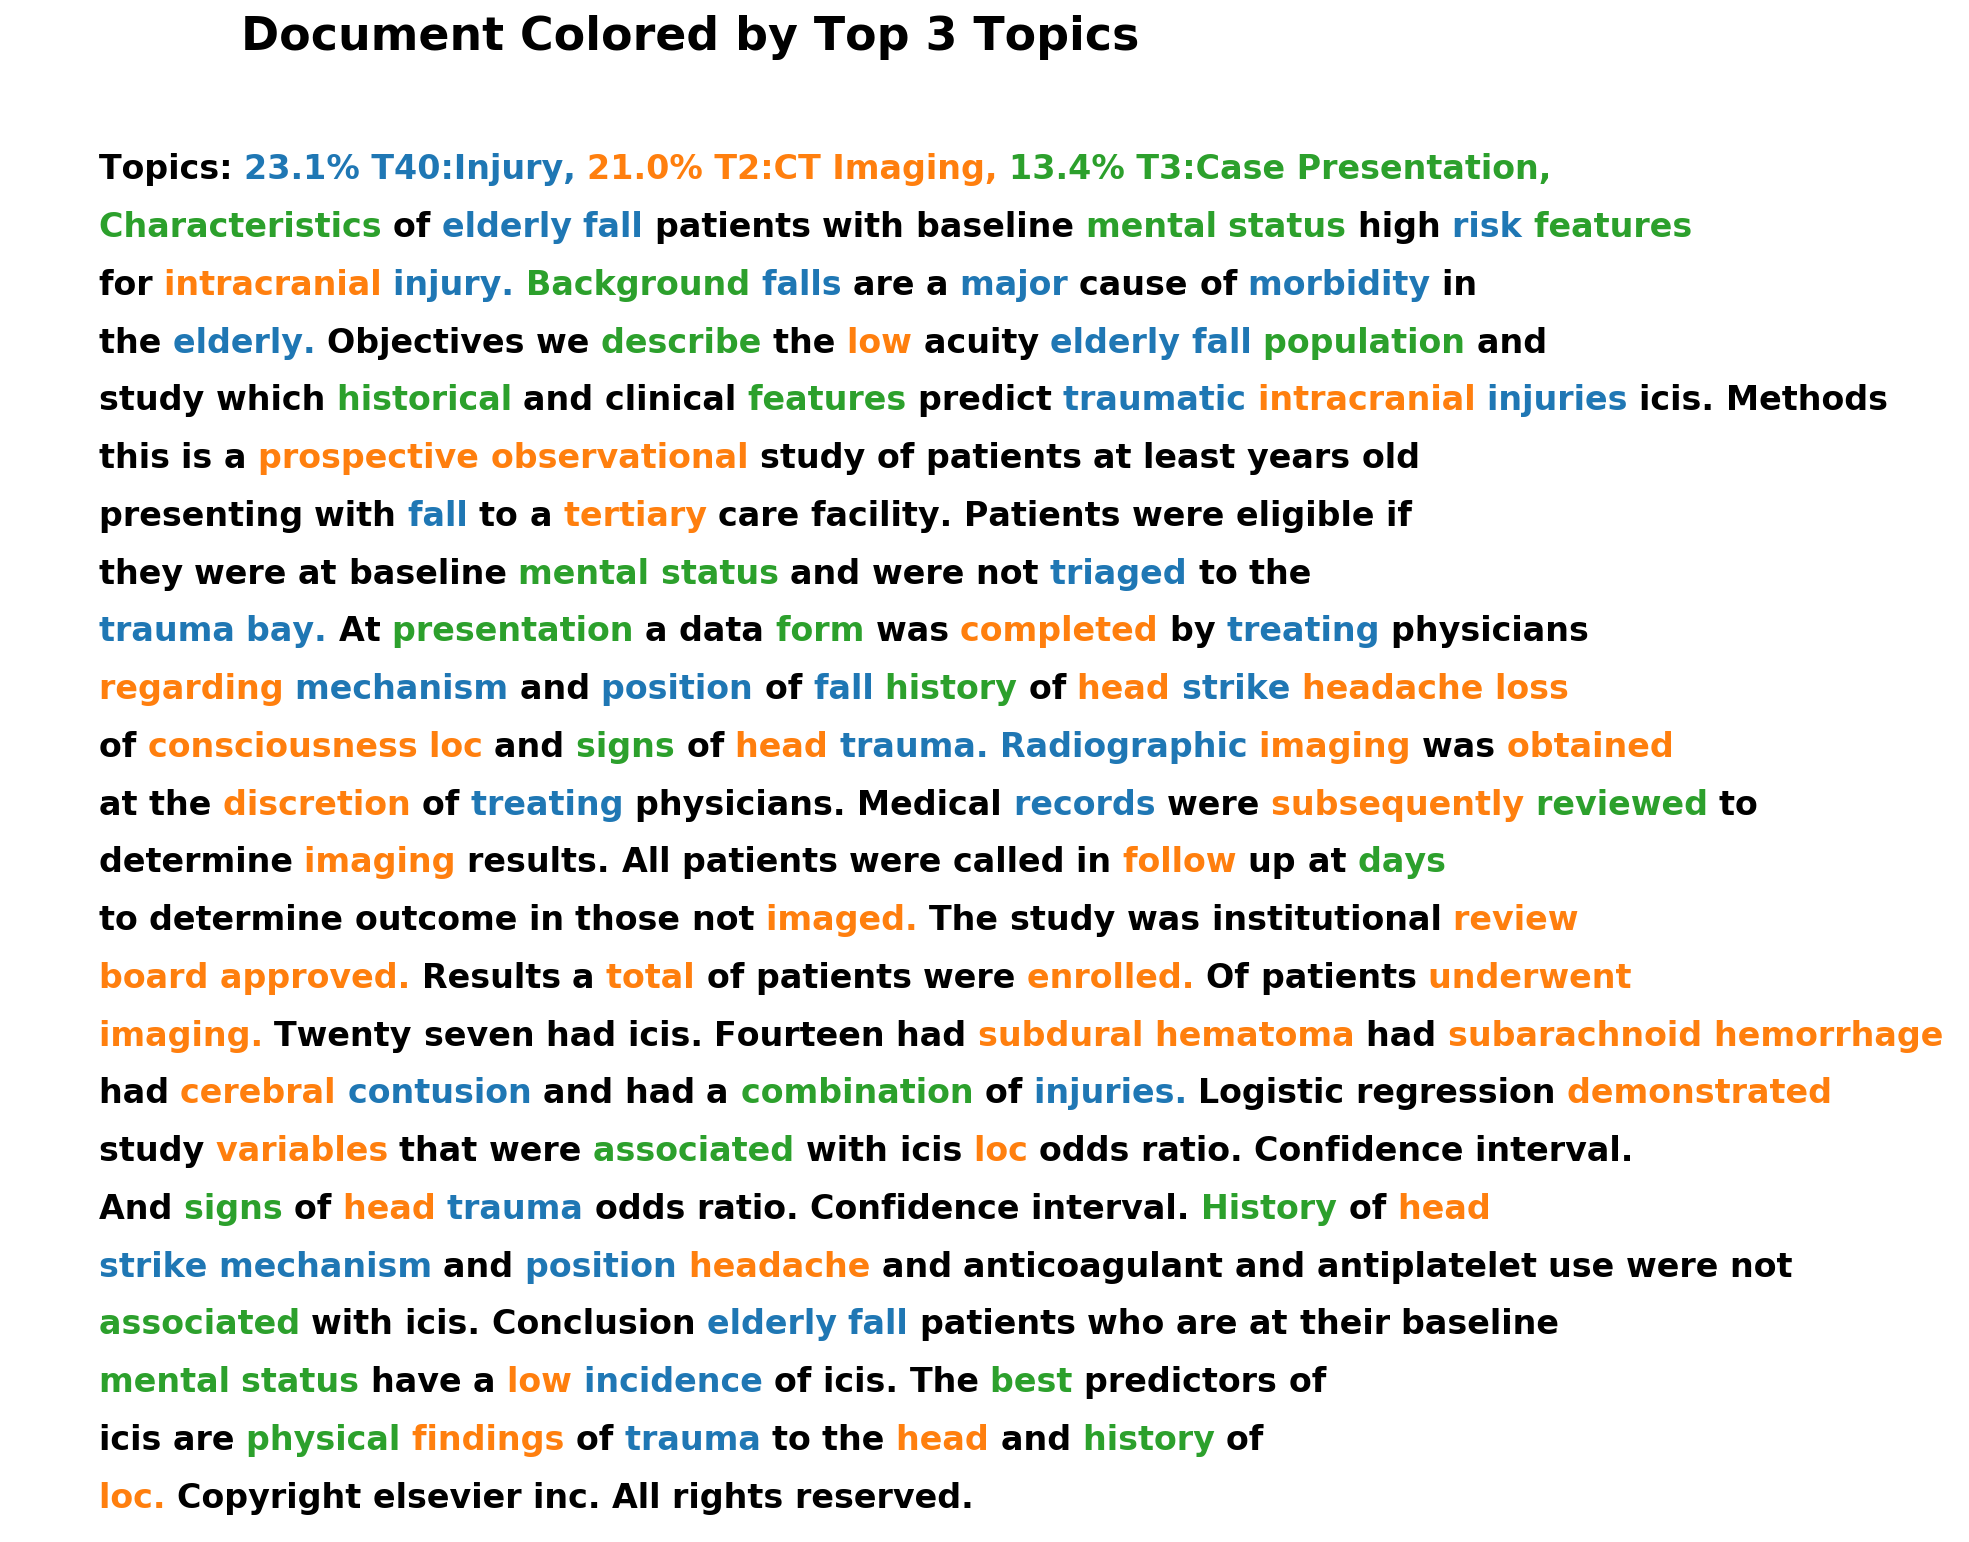 Document Colored by Top 3 Topics
Topics: 23.1% T40:Injury, 21.0% T2:CT Imaging, 13.4% T3:Case Presentation,
Characteristics of elderly fall patients with baseline mental status high risk features
for intracranial injury. Background falls are a major cause of morbidity in
the elderly. Objectives we describe the low acuity elderly fall population and
study which historical and clinical features predict traumatic intracranial injuries icis. Methods
this is a prospective observational study of patients at least years old
presenting with fall to a tertiary care facility. Patients were eligible if
they were at baseline mental status and were not triaged to the
trauma bay. At presentation a data form was completed by treating physicians
regarding mechanism and position of fall history of head strike headache loss
of consciousness loc and signs of head trauma. Radiographic imaging was obtained
at the discretion of treating physicians. Medical records were subsequently reviewed to
determine imaging results. All patients were called in follow up at days
to determine outcome in those not imaged. The study was institutional review
board approved. Results a total of patients were enrolled. Of patients underwent
imaging. Twenty seven had icis. Fourteen had subdural hematoma had subarachnoid hemorrhage
had cerebral contusion and had a combination of injuries. Logistic regression demonstrated
study variables that were associated with icis loc odds ratio. Confidence interval.
And signs of head trauma odds ratio. Confidence interval. History of head
strike mechanism and position headache and anticoagulant and antiplatelet use were not
associated with icis. Conclusion elderly fall patients who are at their baseline
mental status have a low incidence of icis. The best predictors of
icis are physical findings of trauma to the head and history of
loc. Copyright elsevier inc. All rights reserved.